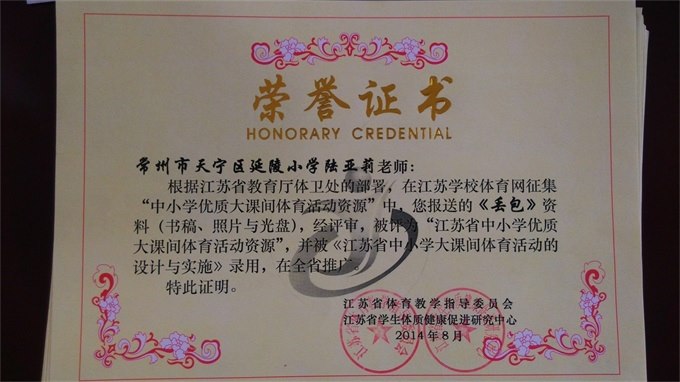 荣誉证书
HONORARY CREDENTIAL
常州市天宁区延陵小学陆亚莉老师：
根据江苏省教育厅体卫处的部署，在江苏学校体育网征集
“中小学优质大课间体育活动资源”中，您报送的《丢包》资
料（书稿、照片与光盘），经评审，被评为“江苏省中小学优质
大课间体育活动资源”，并被《江苏省中小学大课间体育活动的
设计与实施》录用，在全省推广。
特此证明。
江苏省体育教学指导委员会
江苏省学生体质健康促进研究中心
2014年8月